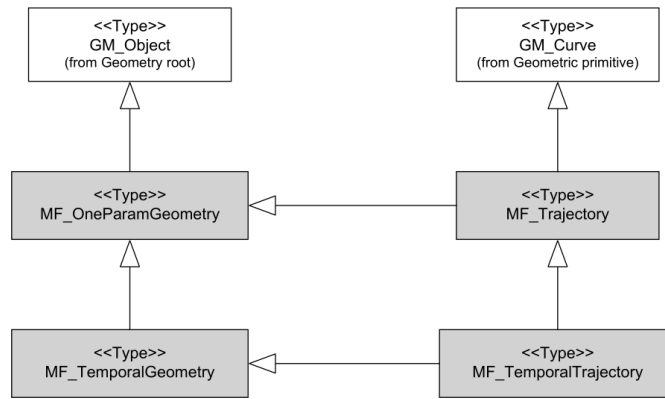 <<Type>>
GM_Object
(from Geometry root)
<<Type>>
GM_Curve
(from Geometric primitive)
<<Type>>
MF_OneParamGeometry
<<Type>>
MF_Trajectory
<<Type>>
MF_TemporalGeometry
<<Type>>
MF_TemporalTrajectory